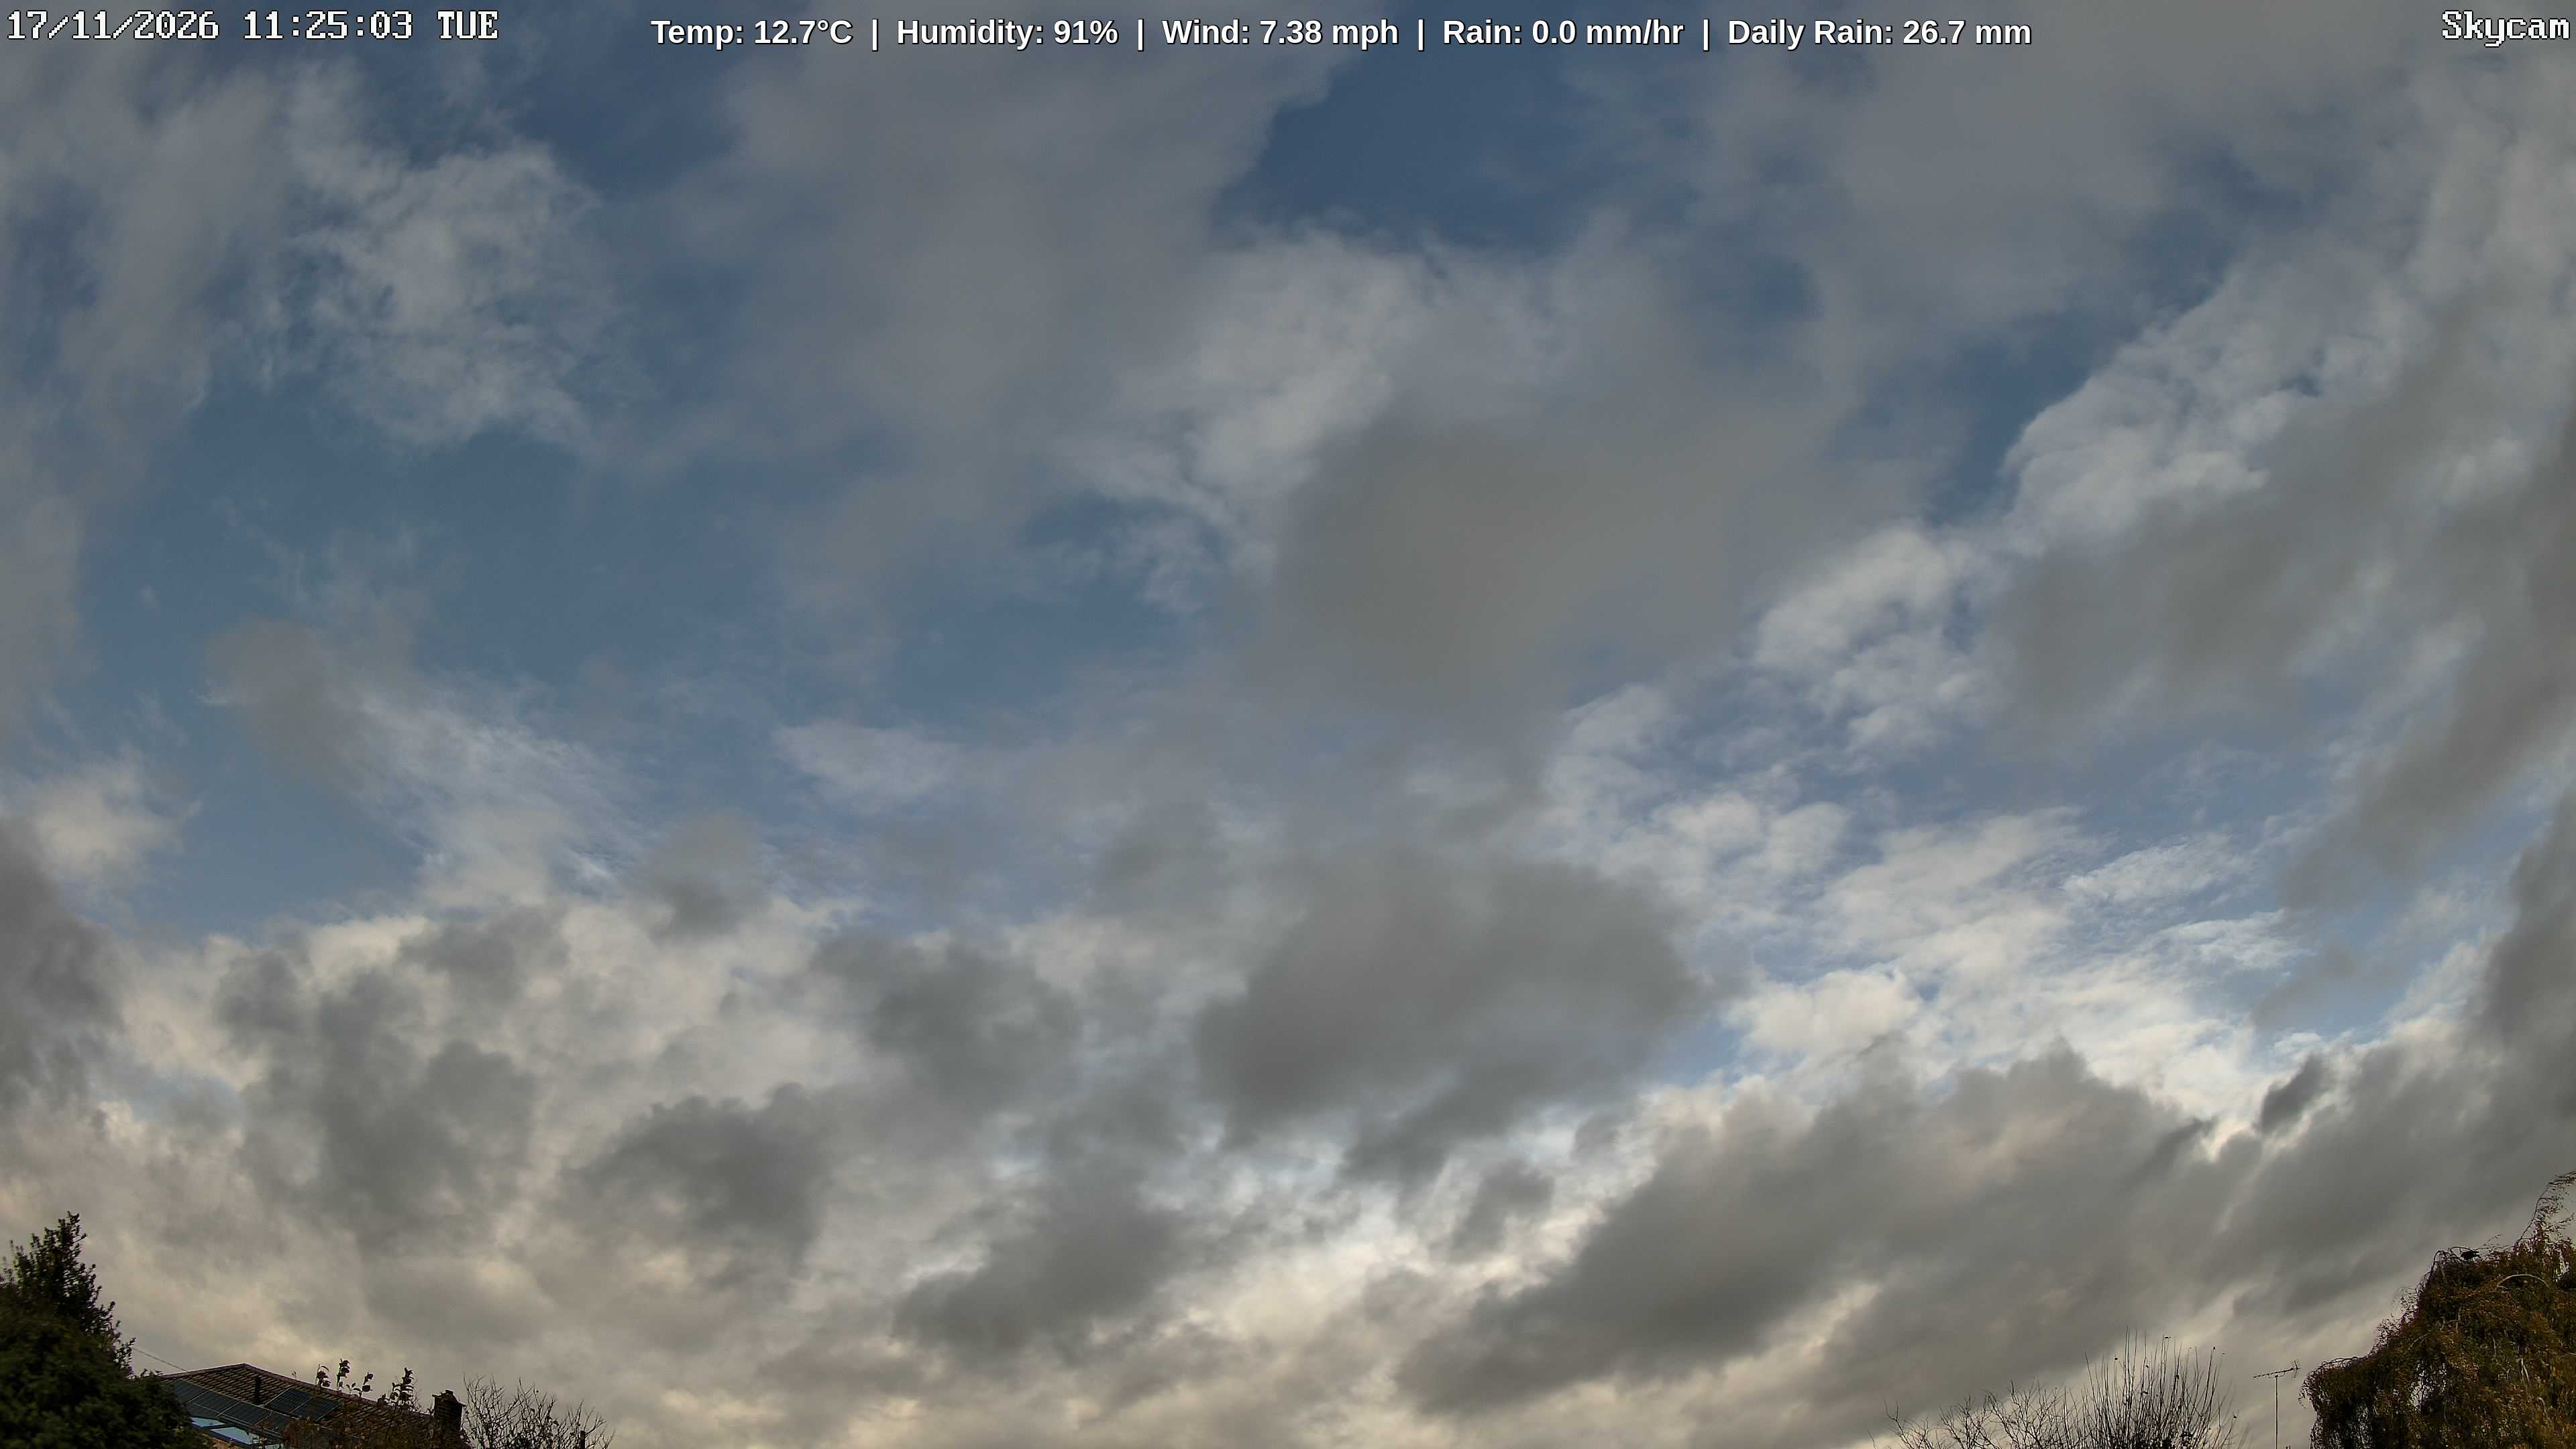 17/11/2026 11:25:03 TUE
Temp: 12.7°C | Humidity: 91% | Wind: 7.38 mph | Rain: 0.0 mm/hr | Daily Rain: 26.7 mm
Skycam